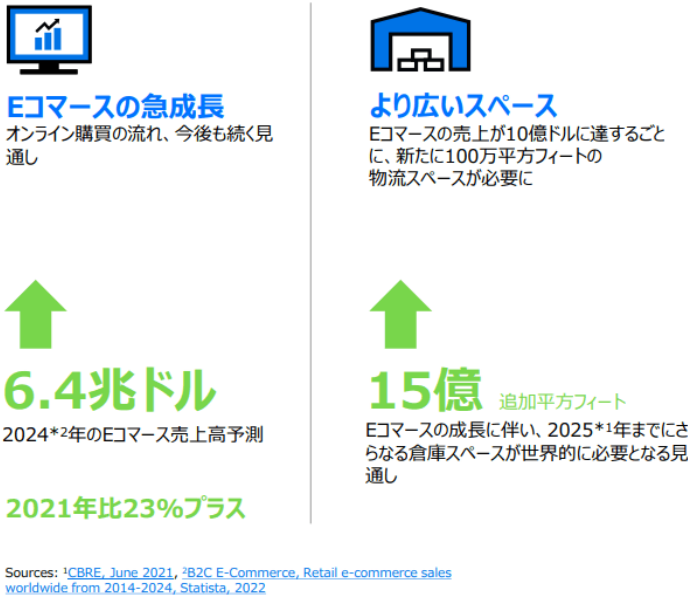 Eコマースの急成長
オンライン購買の流れ、今後も続く見
通し
6.4兆ドル
2024*²年のEコマース売上高予測
2021年比23%プラス
より広いスペース
Eコマースの売上が10億ドルに達するごと
に、新たに100万平方フィートの
物流スペースが必要に
15億 追加平方フィート
Eコマースの成長に伴い、2025*¹年までにさ
らなる倉庫スペースが世界的に必要となる見
通し
Sources: ¹CBRE, June 2021, ²B2C E-Commerce, Retail e-commerce sales
worldwide from 2014-2024, Statista, 2022